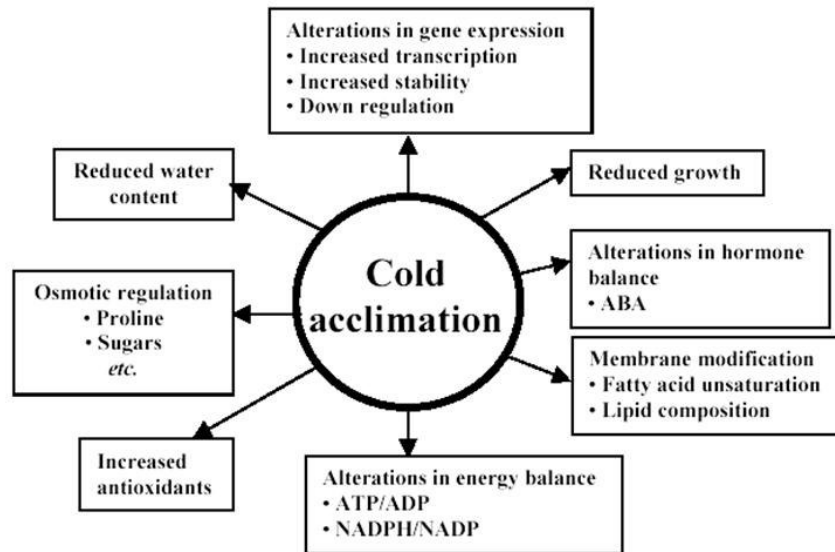 Alterations in gene expression
• Increased transcription
• Increased stability
• Down regulation
Reduced water
content
Reduced growth
Cold
acclimation
Alterations in hormone
balance
• ABA
Osmotic regulation
• Proline
• Sugars
etc.
Membrane modification
• Fatty acid unsaturation
• Lipid composition
Increased
antioxidants
Alterations in energy balance
• ATP/ADP
• NADPH/NADP